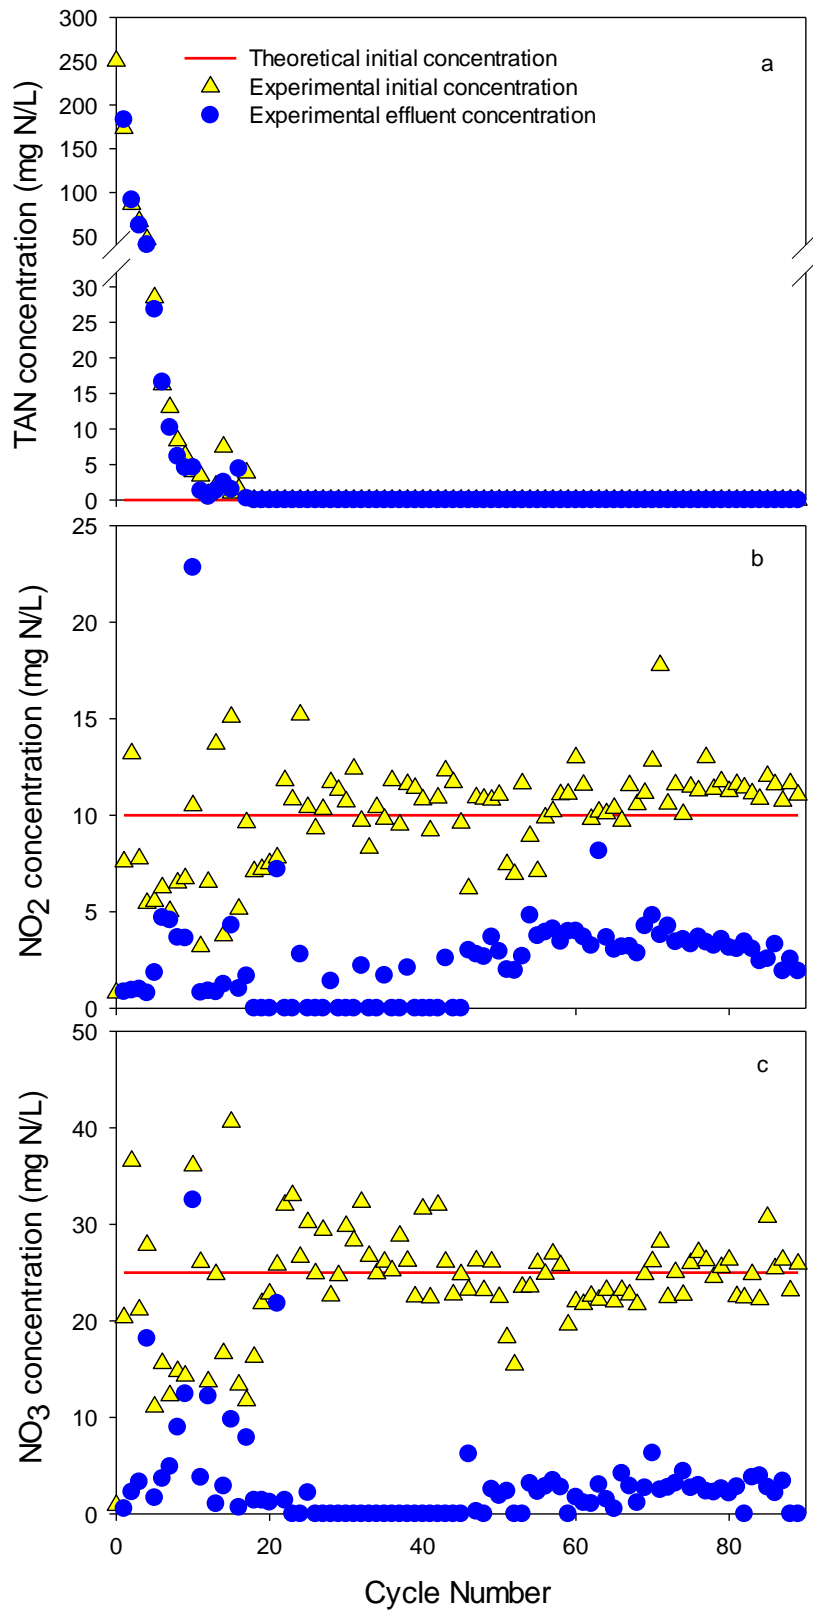 TAN concentration (mg N/L)
300
250
200
150
100
50
30
25
20
15
10
5
0
Theoretical initial concentration
Experimental initial concentration
Experimental effluent concentration
a
NO2 concentration (mg N/L)
25
20
15
10
5
0
b
NO3 concentration (mg N/L)
50
40
30
20
10
0
c
0 20 40 60 80
Cycle Number